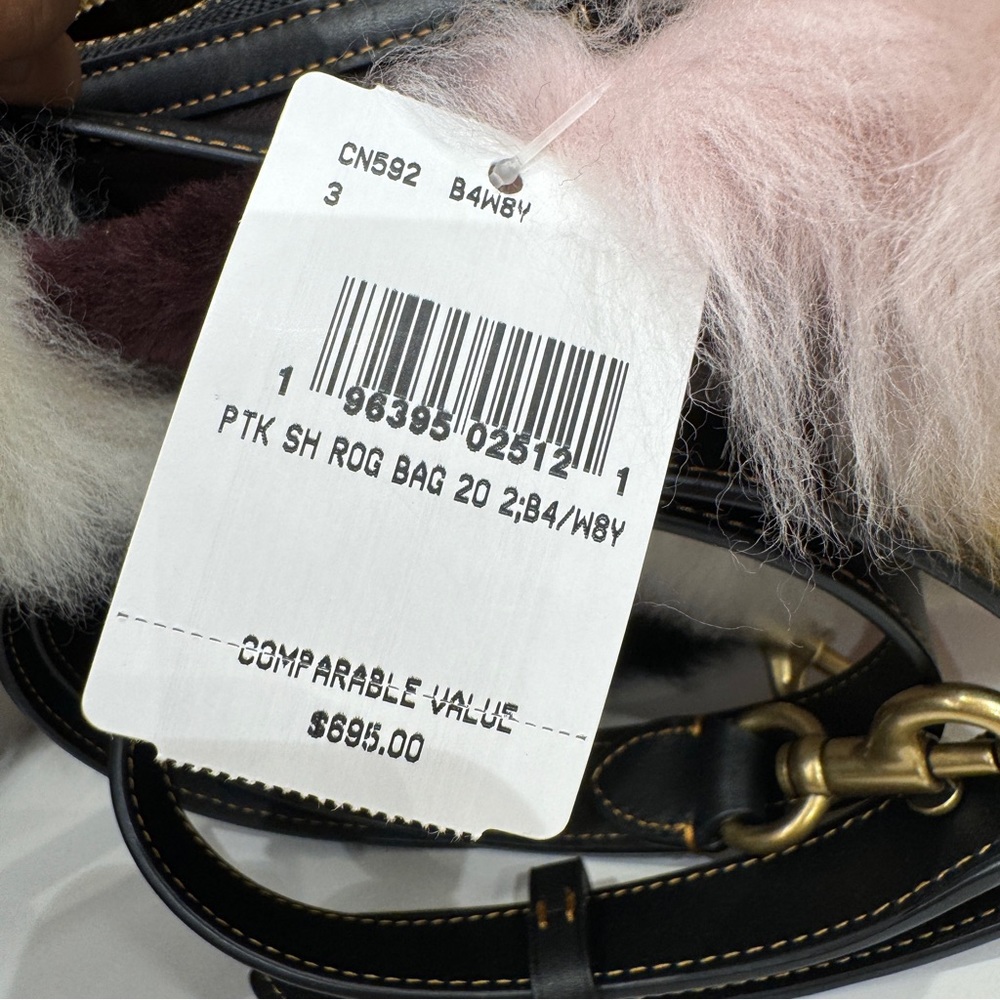 CN592 B4W8Y
3
1 96395 02512 1
PTK SH ROG BAG 20 2;B4/W8Y
COMPARABLE VALUE
$695.00